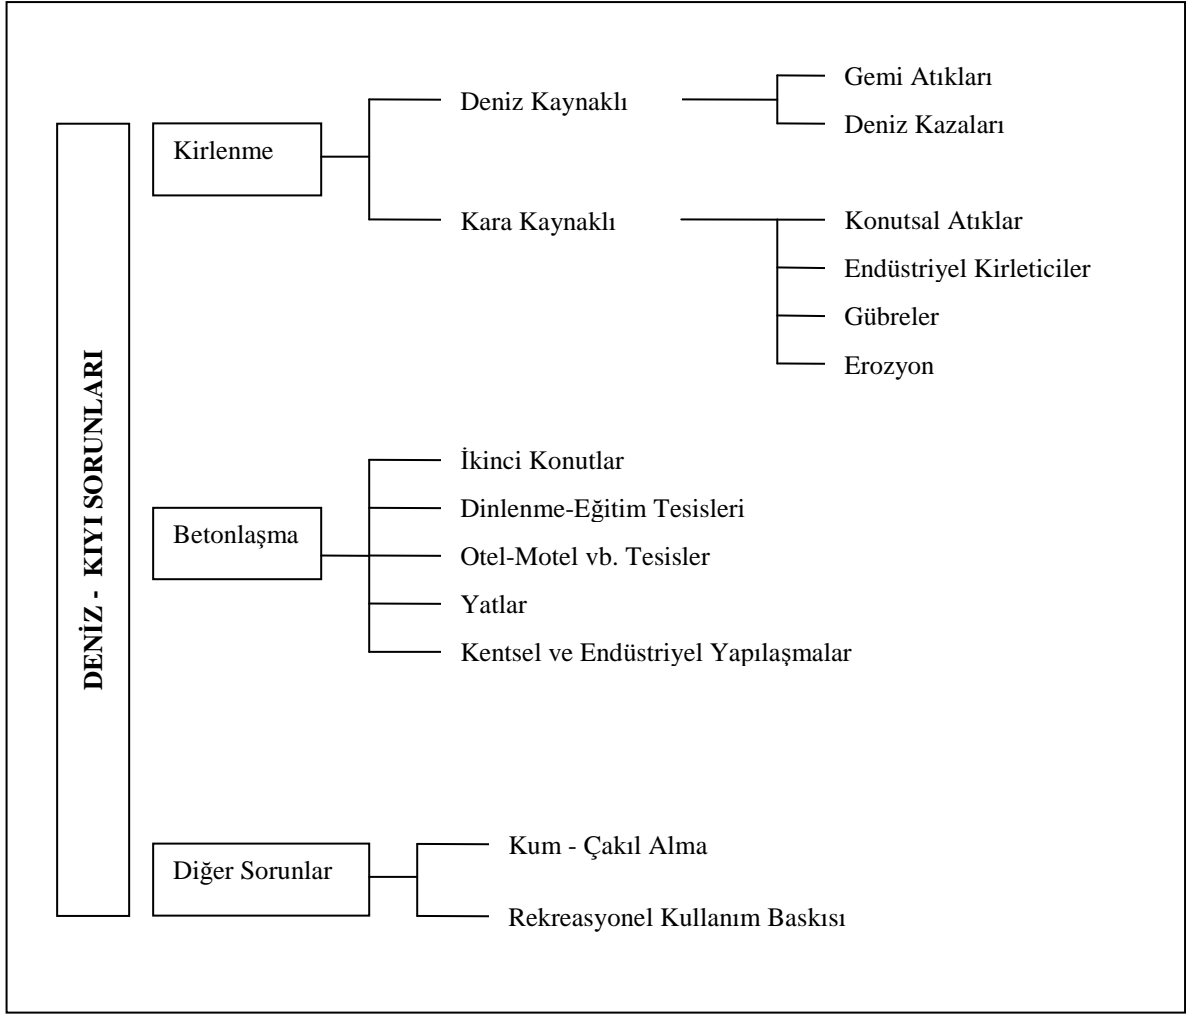 DENİZ - KIYI SORUNLARI
Kirlenme
Deniz Kaynaklı
Gemi Atıkları
Deniz Kazaları
Kara Kaynaklı
Konutsal Atıklar
Endüstriyel Kirleticiler
Gübreler
Erozyon
Betonlaşma
İkinci Konutlar
Dinlenme-Eğitim Tesisleri
Otel-Motel vb. Tesisler
Yatlar
Kentsel ve Endüstriyel Yapılaşmalar
Diğer Sorunlar
Kum - Çakıl Alma
Rekreasyonel Kullanım Baskısı